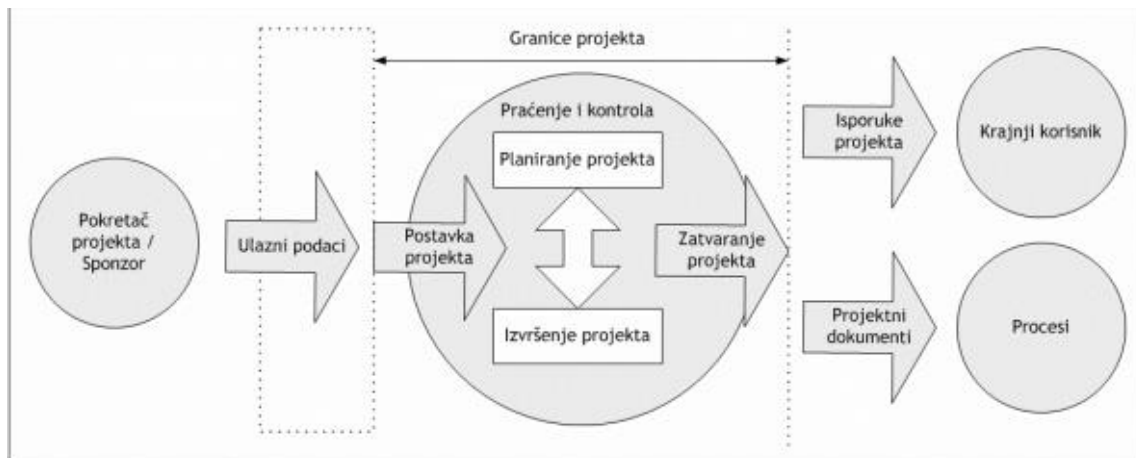 Granice projekta
Praćenje i kontrola
Planiranje projekta
Pokretač
projekta /
Sponzor
Ulazni podaci
Postavka
projekta
Zatvaranje
projekta
Izvršenje projekta
Isporuke
projekta
Krajnji korisnik
Projektni
dokumenti
Procesi